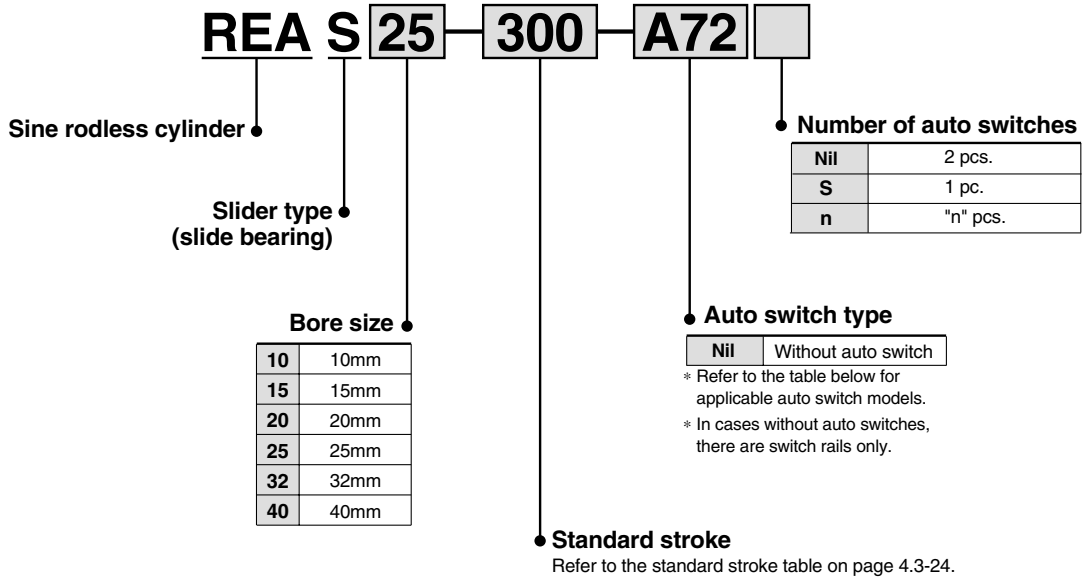 REA S 25 — 300 — A72
Sine rodless cylinder
Number of auto switches
Nil 2 pcs.
S 1 pc.
n "n" pcs.
Slider type
(slide bearing)
Bore size
10 10mm
15 15mm
20 20mm
25 25mm
32 32mm
40 40mm
Auto switch type
Nil Without auto switch
∗ Refer to the table below for
applicable auto switch models.
∗ In cases without auto switches,
there are switch rails only.
Standard stroke
Refer to the standard stroke table on page 4.3-24.